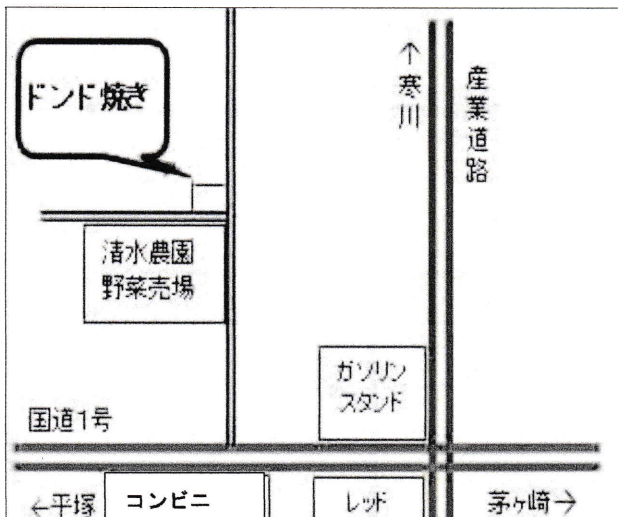 ドンド焼き
↑寒川
産業道路
清水農園
野菜売場
ガソリン
スタンド
国道1号
←平塚
コンビニ
レッド
茅ヶ崎→